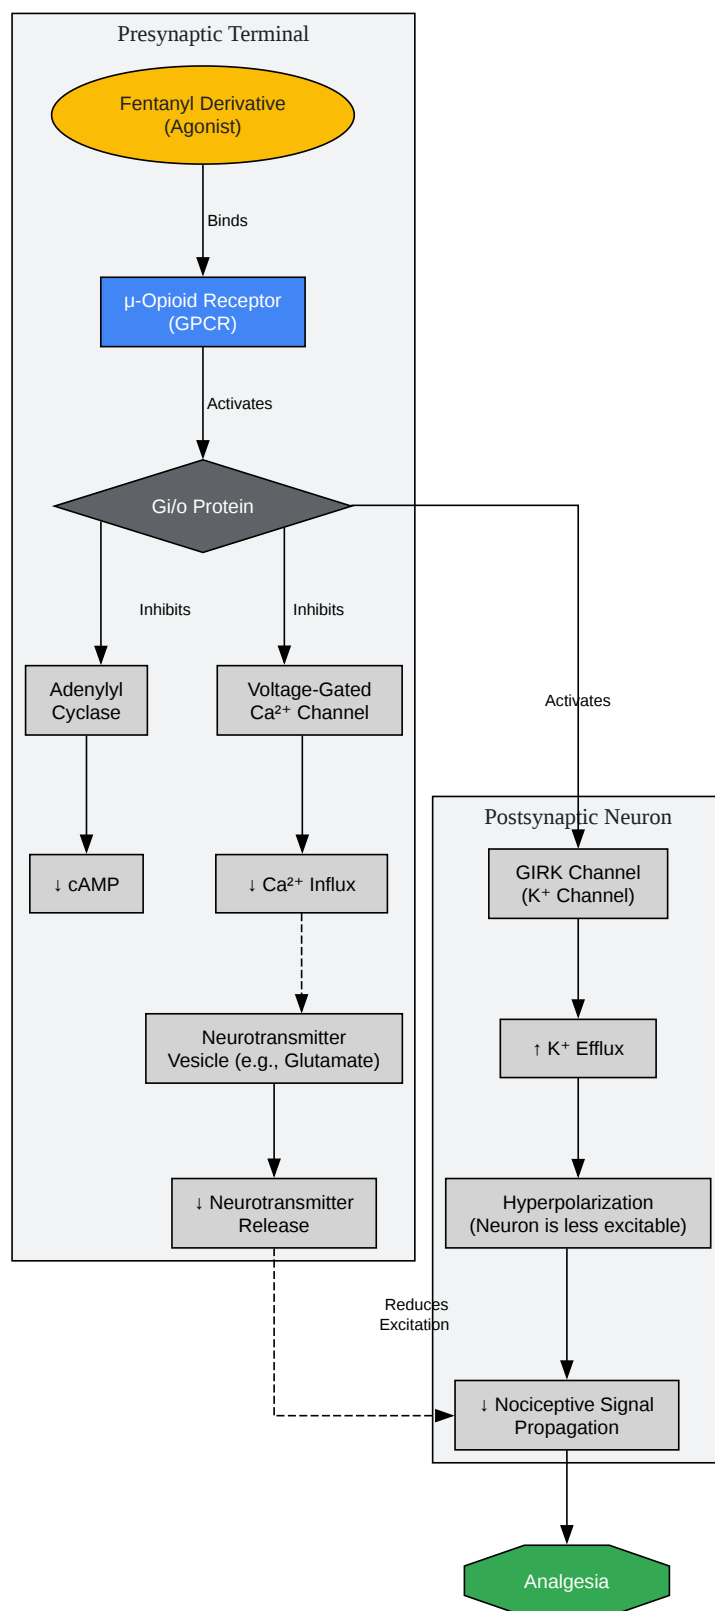 Presynaptic Terminal
Fentanyl Derivative
(Agonist)
Binds
μ-Opioid Receptor
(GPCR)
Activates
Gi/o Protein
Inhibits
Inhibits
Adenylyl
Cyclase
Voltage-Gated
Ca²⁺ Channel
Activates
↓ cAMP
↓ Ca²⁺ Influx
Postsynaptic Neuron
GIRK Channel
(K⁺ Channel)
Neurotransmitter
Vesicle (e.g., Glutamate)
↑ K⁺ Efflux
↓ Neurotransmitter
Release
Hyperpolarization
(Neuron is less excitable)
Reduces
Excitation
↓ Nociceptive Signal
Propagation
Analgesia